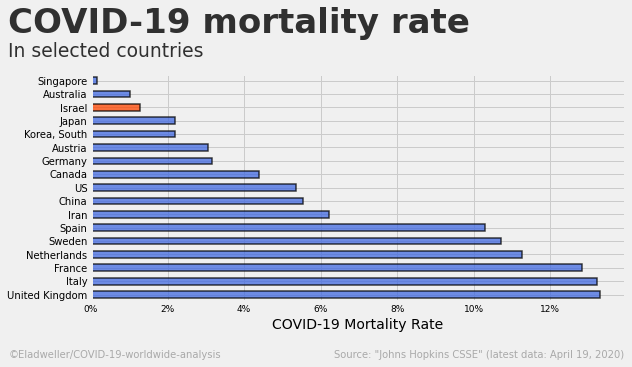 COVID-19 mortality rate
In selected countries
Singapore
Australia
Israel
Japan
Korea, South
Austria
Germany
Canada
US
China
Iran
Spain
Sweden
Netherlands
France
Italy
United Kingdom
0% 2% 4% 6% 8% 10% 12%
COVID-19 Mortality Rate
©Eladweller/COVID-19-worldwide-analysis Source: "Johns Hopkins CSSE" (latest data: April 19, 2020)